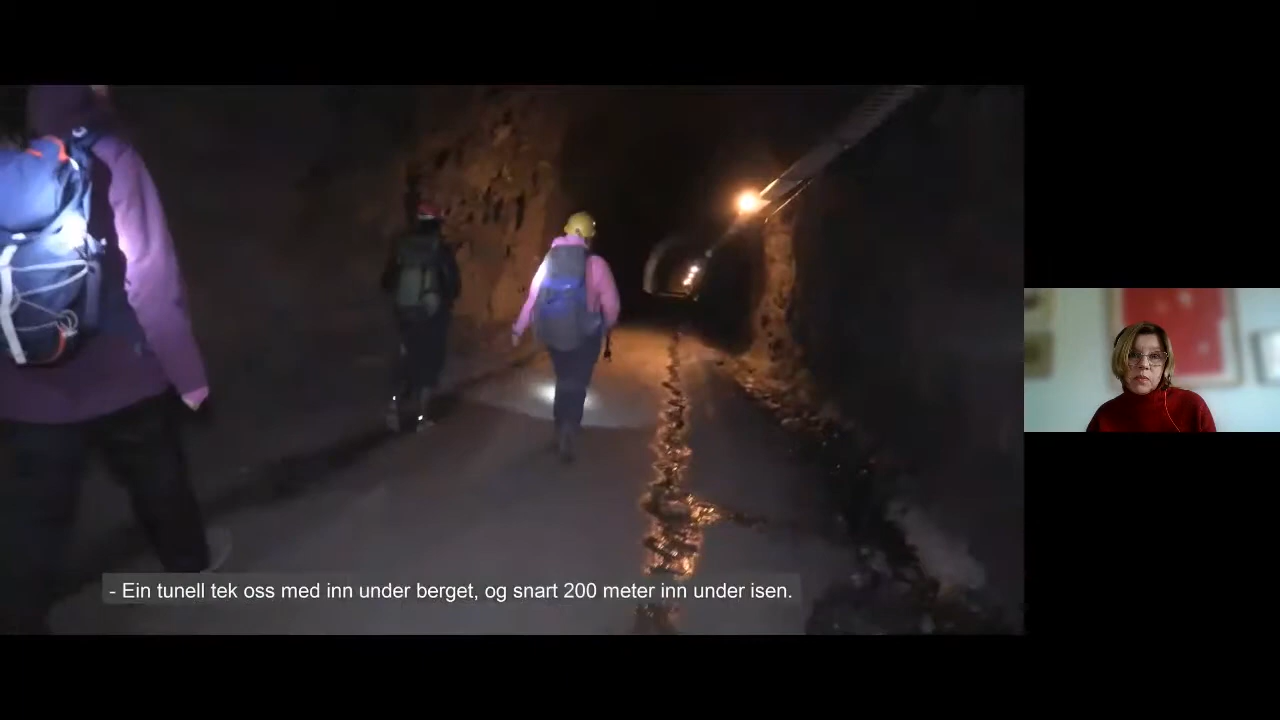 - Ein tunell tek oss med inn under berget, og snart 200 meter inn under isen.